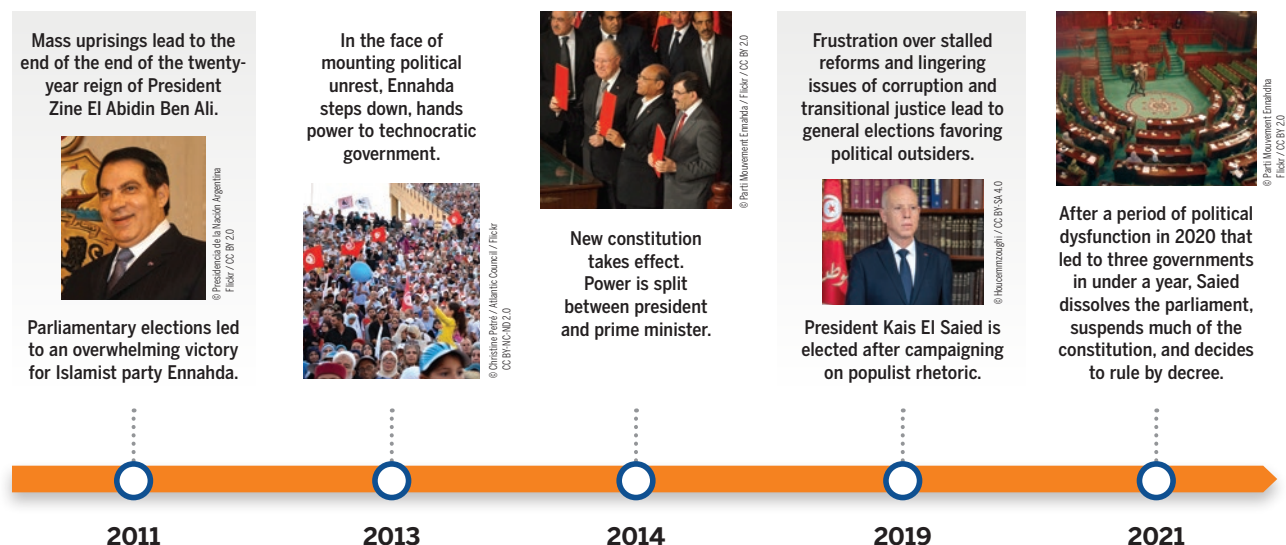 Mass uprisings lead to the
end of the end of the twenty-
year reign of President
Zine El Abidin Ben Ali.
© Presidencia de la Nación Argentina
Flickr / CC BY 2.0
Parliamentary elections led
to an overwhelming victory
for Islamist party Ennahda.
In the face of
mounting political
unrest, Ennahda
steps down, hands
power to technocratic
government.
© Christine Petré / Atlantic Council / Flickr
CC BY-NC-ND 2.0
© Parti Mouvement Ennahda / Flickr / CC BY 2.0
New constitution
takes effect.
Power is split
between president
and prime minister.
Frustration over stalled
reforms and lingering
issues of corruption and
transitional justice lead to
general elections favoring
political outsiders.
© Houcemmzoughi / CC BY-SA 4.0
President Kais El Saied is
elected after campaigning
on populist rhetoric.
© Parti Mouvement Ennahdha
Flickr / CC BY 2.0
After a period of political
dysfunction in 2020 that
led to three governments
in under a year, Saied
dissolves the parliament,
suspends much of the
constitution, and decides
to rule by decree.
2011
2013
2014
2019
2021